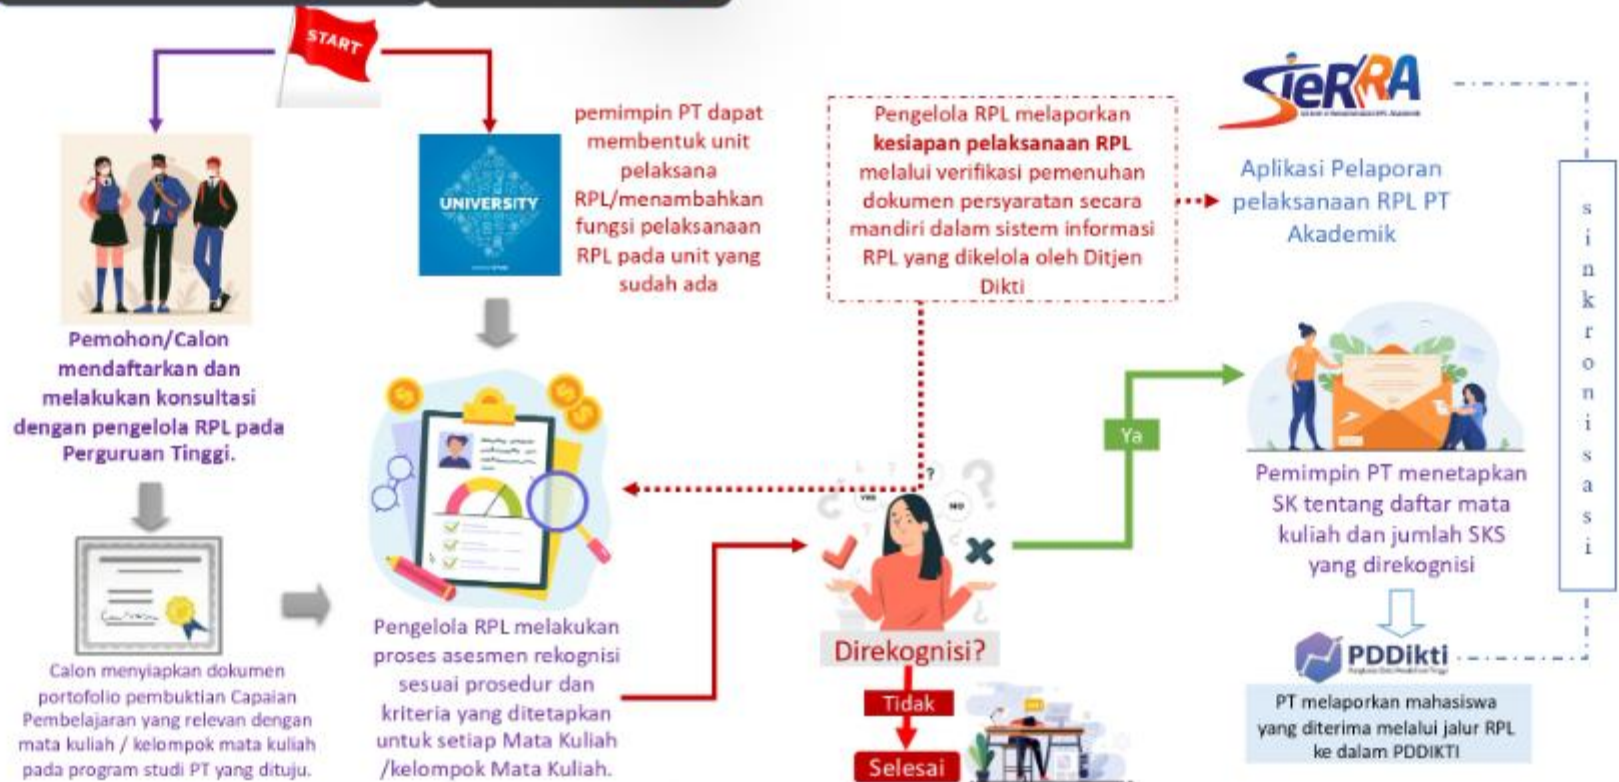 START
pemimpin PT dapat
membentuk unit
pelaksana
RPL/menambahkan
fungsi pelaksanaan
RPL pada unit yang
sudah ada
UNIVERSITY
Pemohon/Calon
mendaftarkan dan
melakukan konsultasi
dengan pengelola RPL pada
Perguruan Tinggi.
Calon menyiapkan dokumen
portofolio pembuktian Capaian
Pembelajaran yang relevan dengan
mata kuliah / kelompok mata kuliah
pada program studi PT yang dituju.
Pengelola RPL melakukan
proses asesmen rekognisi
sesuai prosedur dan
kriteria yang ditetapkan
untuk setiap Mata Kuliah
/kelompok Mata Kuliah.
Pengelola RPL melaporkan
kesiapan pelaksanaan RPL
melalui verifikasi pemenuhan
dokumen persyaratan secara
mandiri dalam sistem informasi
RPL yang dikelola oleh Ditjen
Dikti
SIeRRA
Aplikasi Pelaporan
pelaksanaan RPL PT
Akademik
YES
NO
Direkognisi?
Tidak
Selesai
Ya
Pemimpin PT menetapkan
SK tentang daftar mata
kuliah dan jumlah SKS
yang direkognisi
PDDikti
PT melaporkan mahasiswa
yang diterima melalui jalur RPL
ke dalam PDDIKTI
sinkronisasi